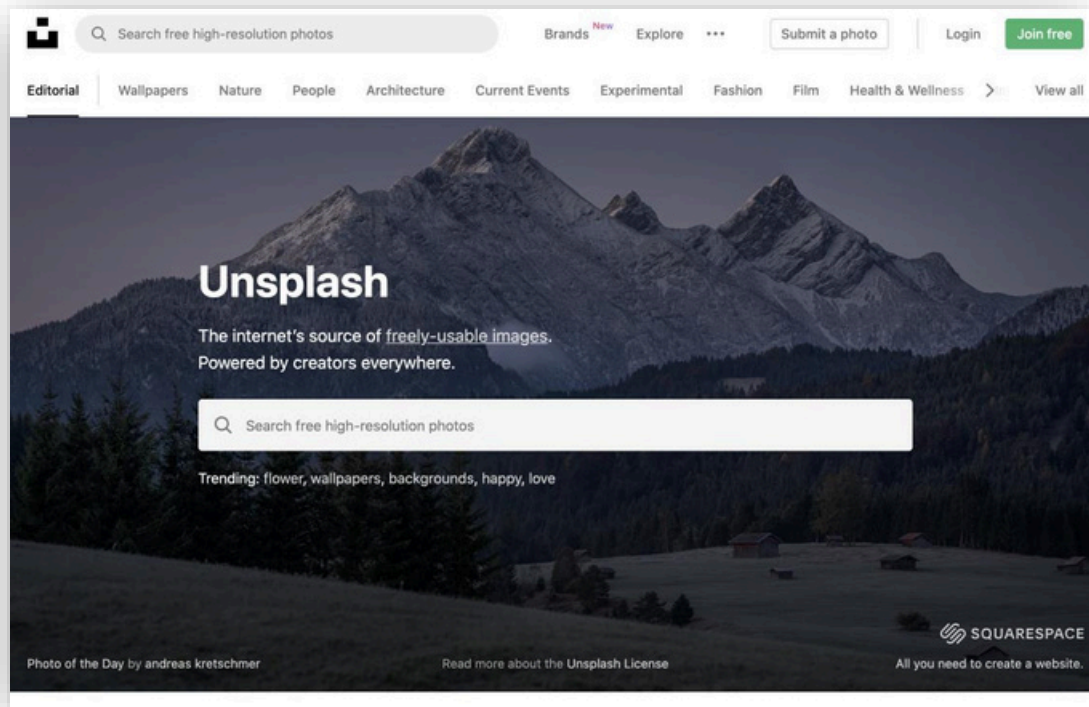 Search free high-resolution photos
Brands New
Explore
Submit a photo
Login
Join free
Editorial
Wallpapers
Nature
People
Architecture
Current Events
Experimental
Fashion
Film
Health & Wellness
View all
Unsplash
The internet's source of freely-usable images.
Powered by creators everywhere.
Search free high-resolution photos
Trending: flower, wallpapers, backgrounds, happy, love
SQUARESPACE
Photo of the Day by andreas kretschmer
Read more about the Unsplash License
All you need to create a website.